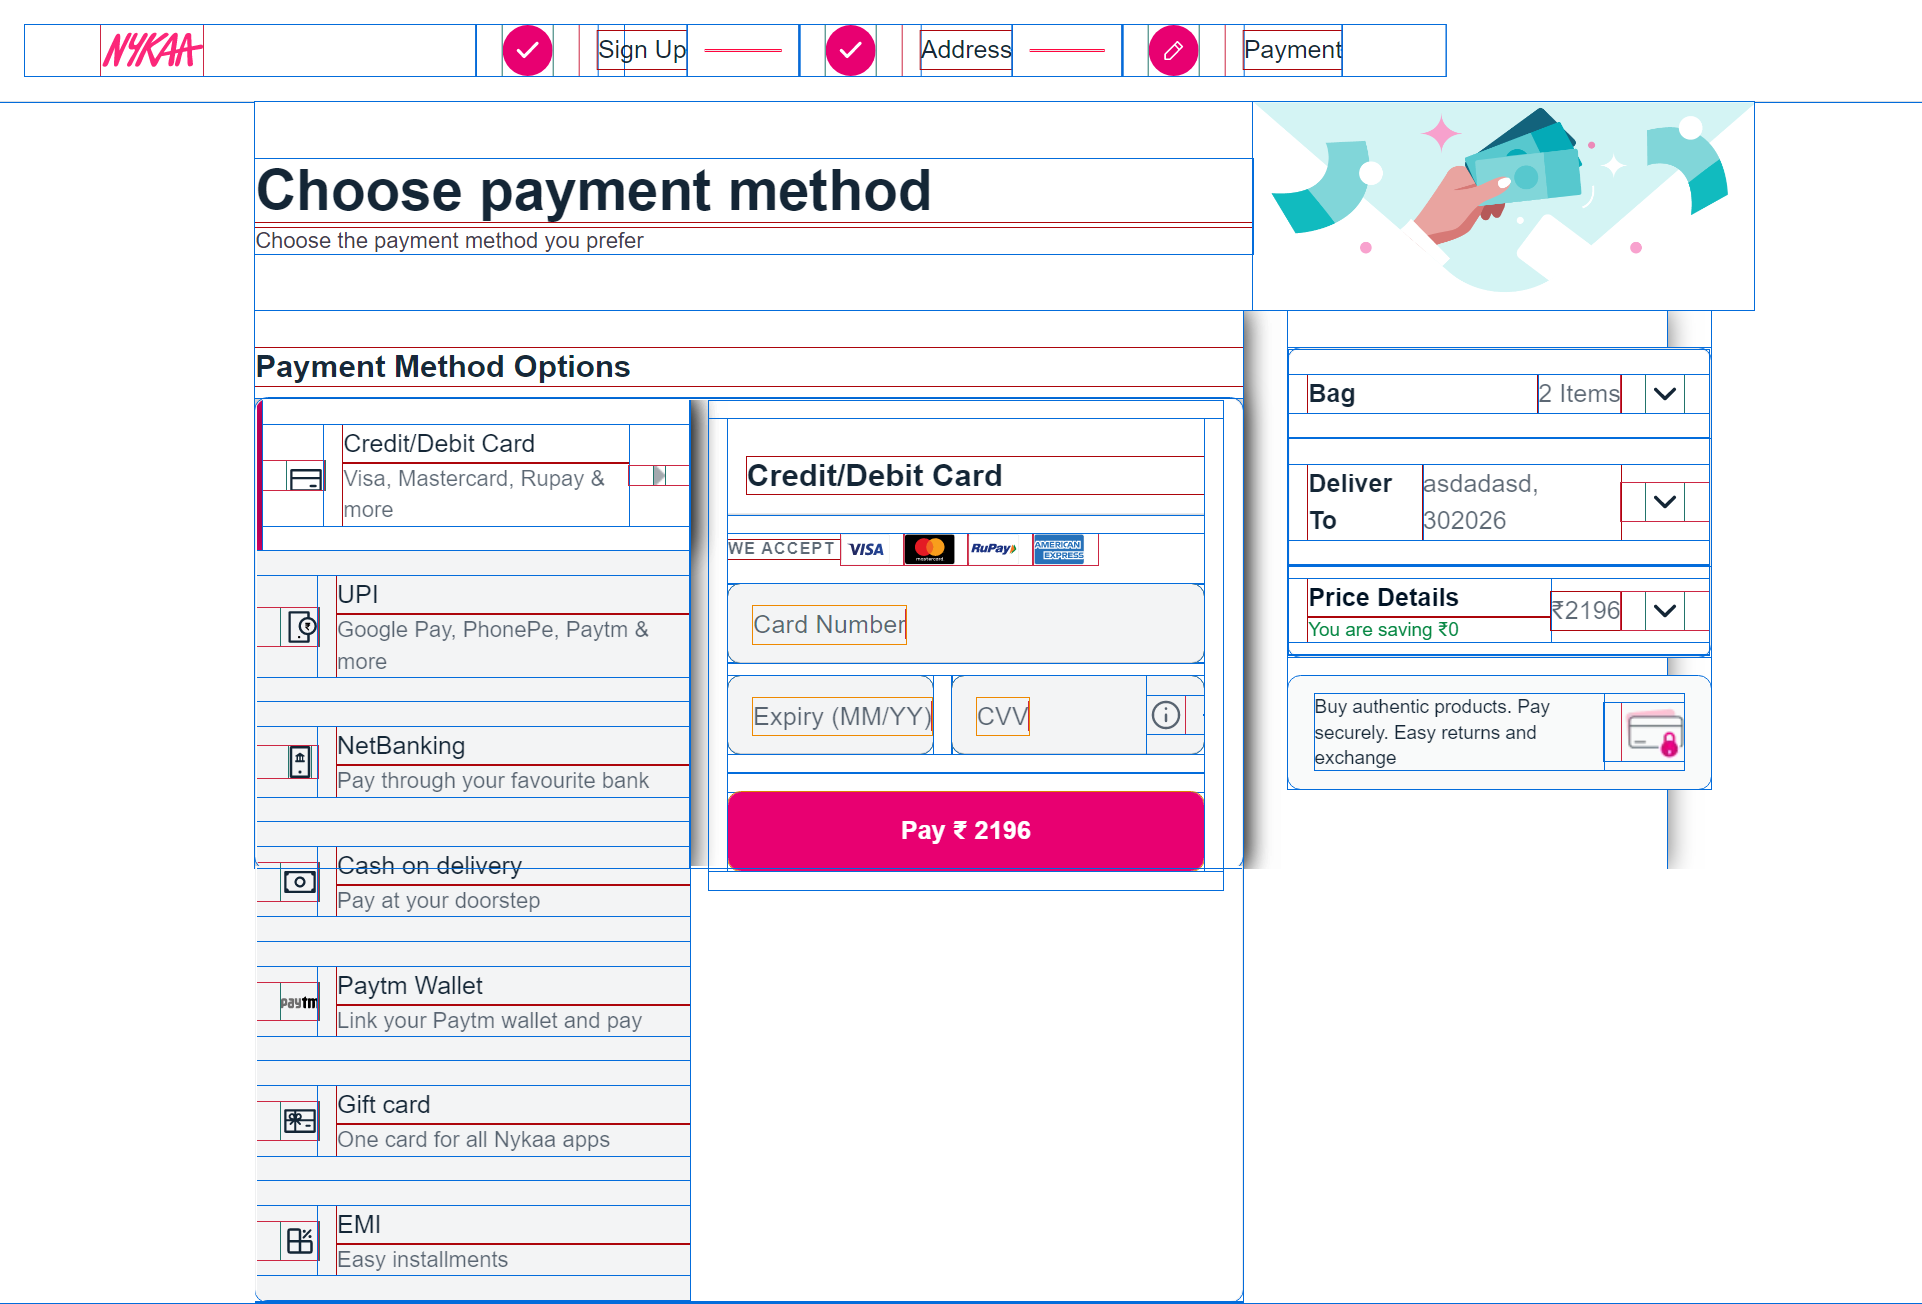 NYKAA
Sign Up
Address
Payment
Choose payment method
Choose the payment method you prefer
Payment Method Options
Credit/Debit Card
Visa, Mastercard, Rupay &
more
UPI
Google Pay, PhonePe, Paytm &
more
NetBanking
Pay through your favourite bank
Cash on delivery
Pay at your doorstep
paytm
Paytm Wallet
Link your Paytm wallet and pay
Gift card
One card for all Nykaa apps
EMI
Easy installments
Credit/Debit Card
WE ACCEPT VISA mastercard RuPay AMERICAN EXPRESS
Card Number
Expiry (MM/YY) CVV
Pay ₹ 2196
Bag 2 Items
Deliver To asdadasd, 302026
Price Details ₹2196
You are saving ₹0
Buy authentic products. Pay
securely. Easy returns and
exchange